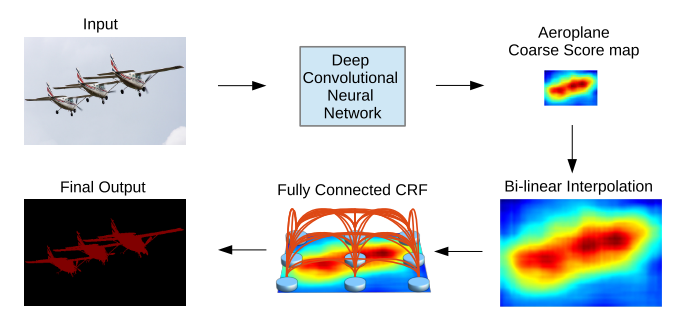 Input
Deep
Convolutional
Neural
Network
Aeroplane
Coarse Score map
Final Output
Fully Connected CRF
Bi-linear Interpolation